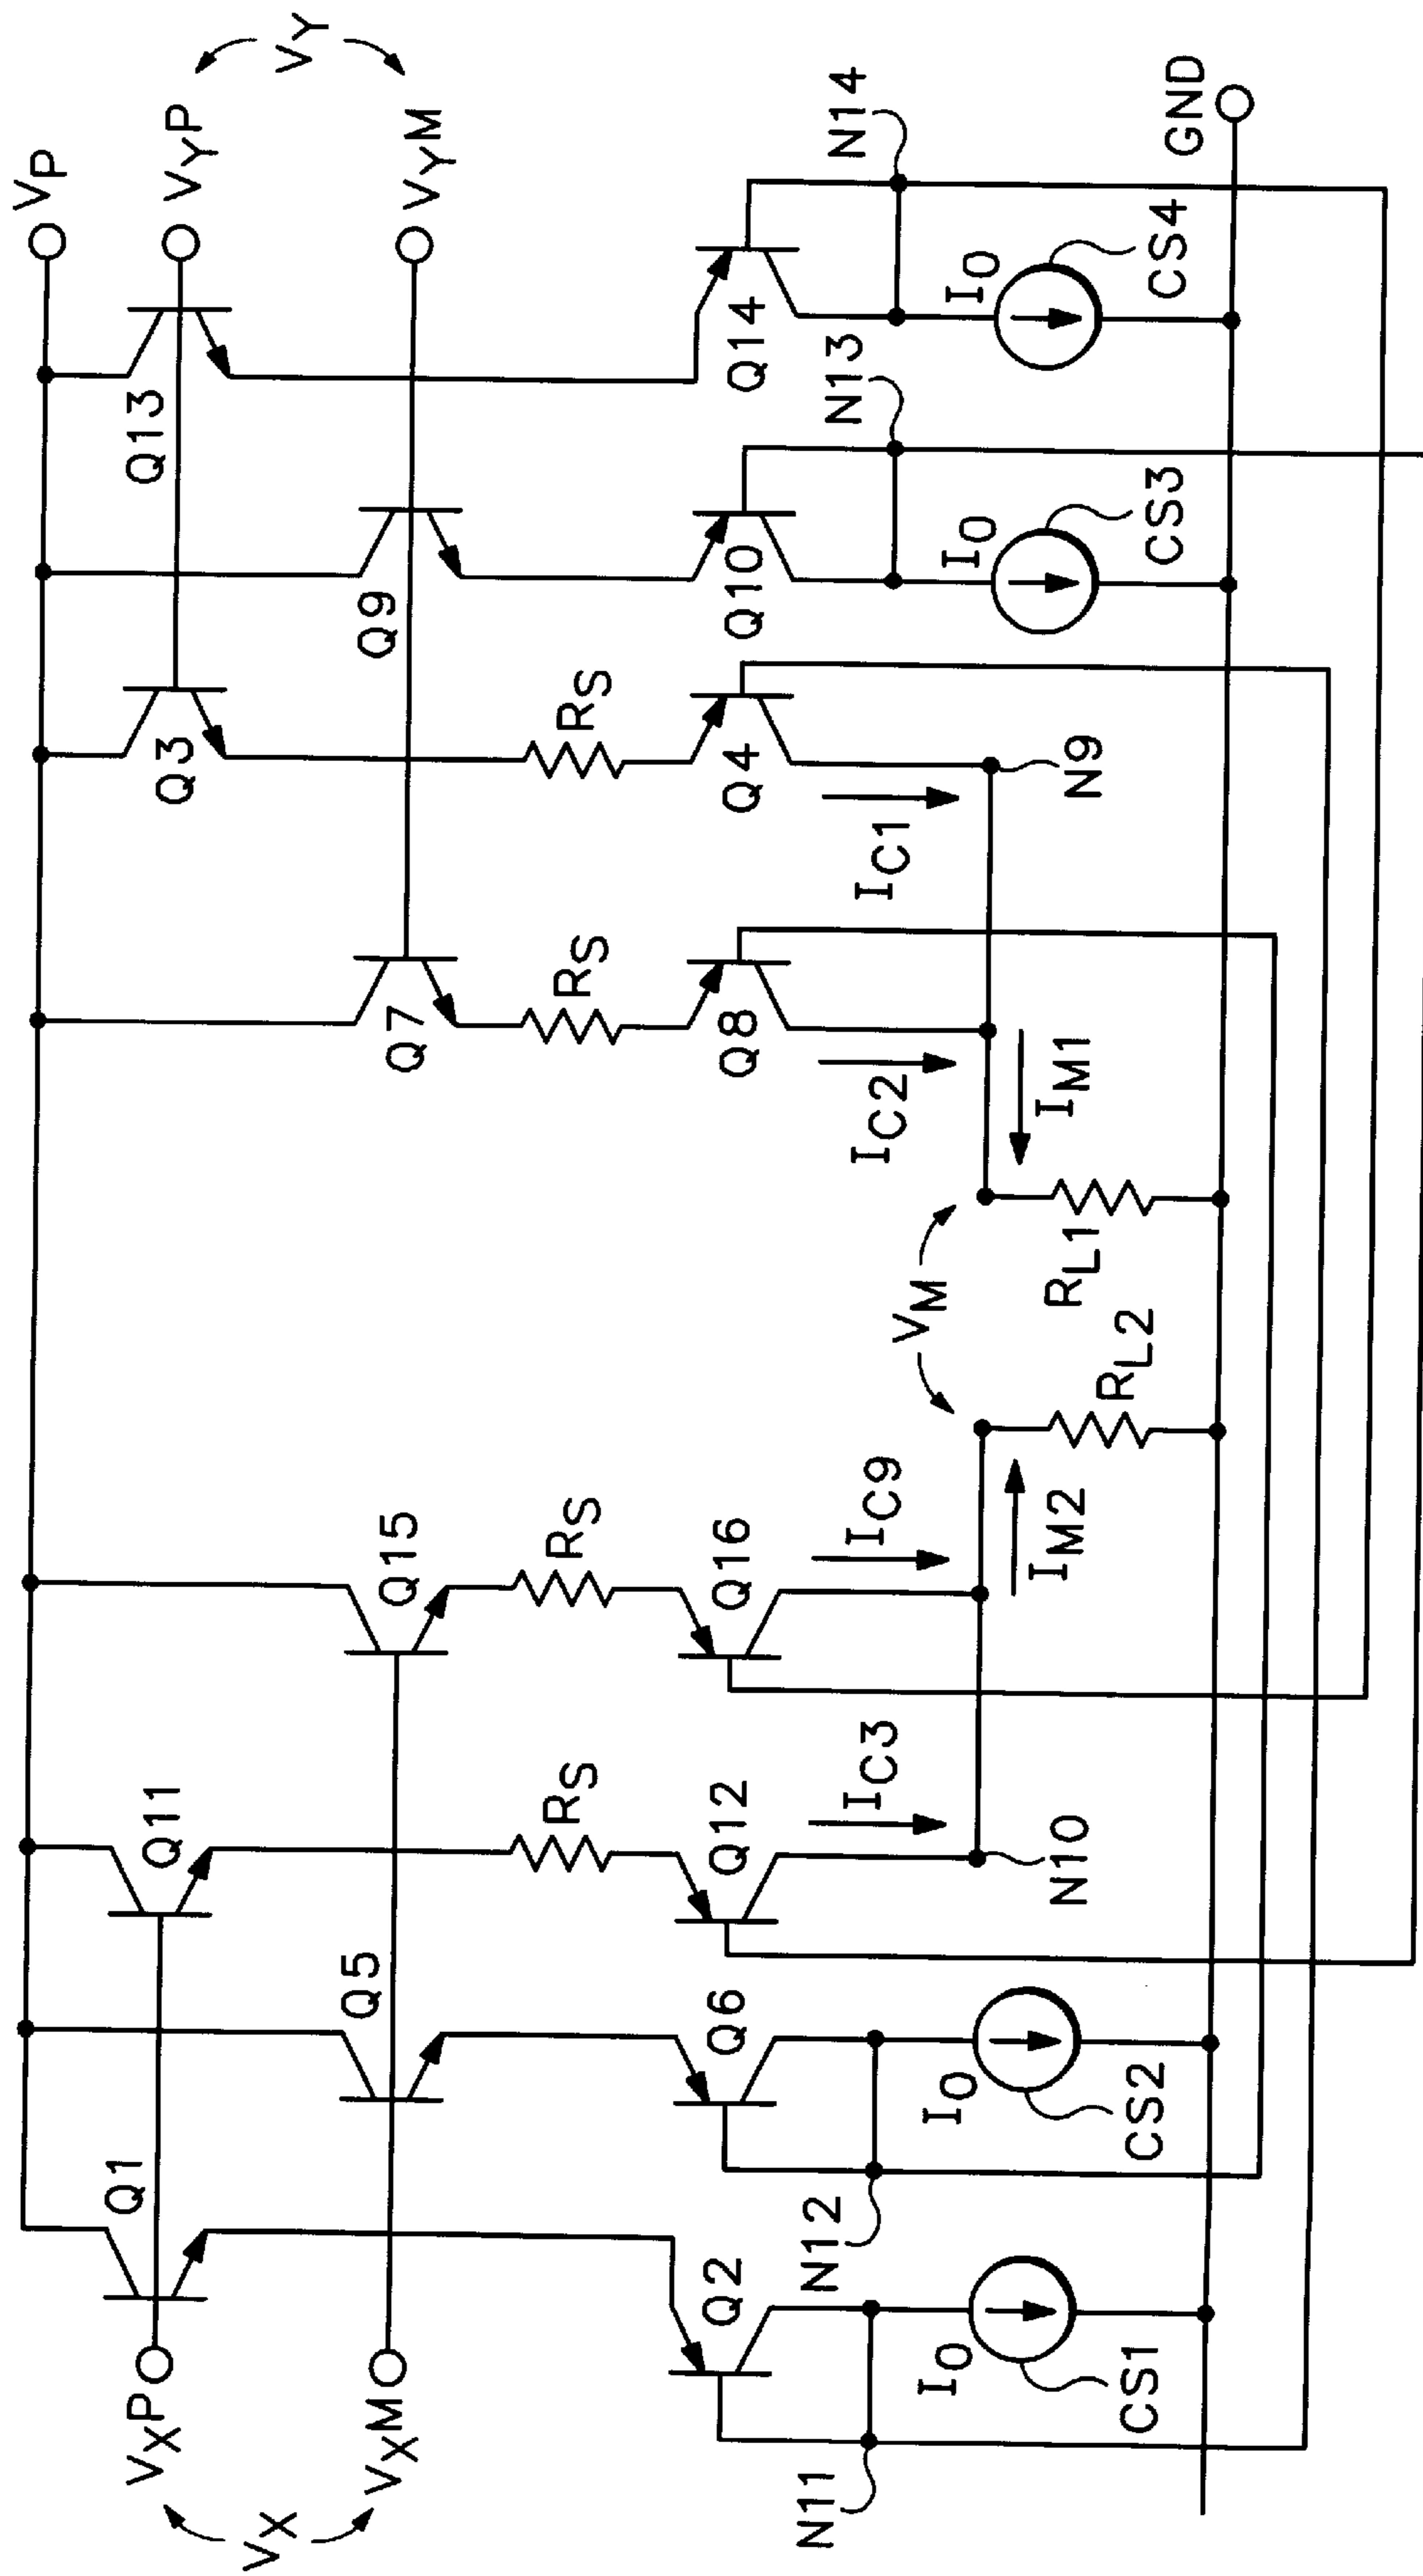 VP
VYP
VY
VYM
Q13
Q3
Q9
Q7
Q15
Q11
Q5
Q1
VXP
VX
VXM
RS
RS
RS
RS
Q14
Q10
Q4
Q8
Q16
Q12
Q6
Q2
N14
N13
IC1
IC2
VM
IC9
IC3
N12
N11
IO
IO
IO
IO
CS4
CS3
N9
IM1
RL1
RL2
IM2
N10
CS2
CS1
GND